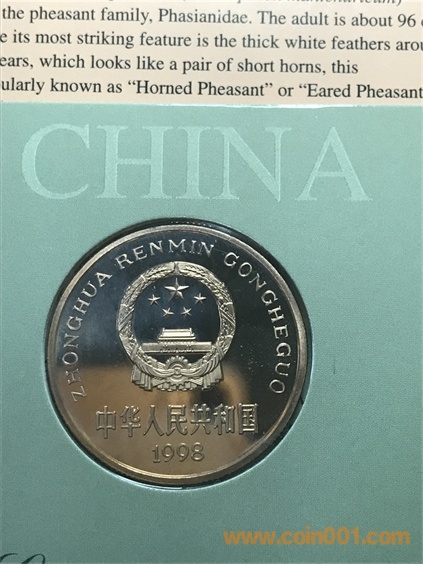 the pheasant family, Phasianidae. The adult is about 96
e its most striking feature is the thick white feathers arou
ears, which looks like a pair of short horns, this
ularly known as “Horned Pheasant” or “Eared Pheasant
CHINA
ZHONGHUA RENMIN GONGHEGUO
中华人民共和国
1998
www.coin001.com